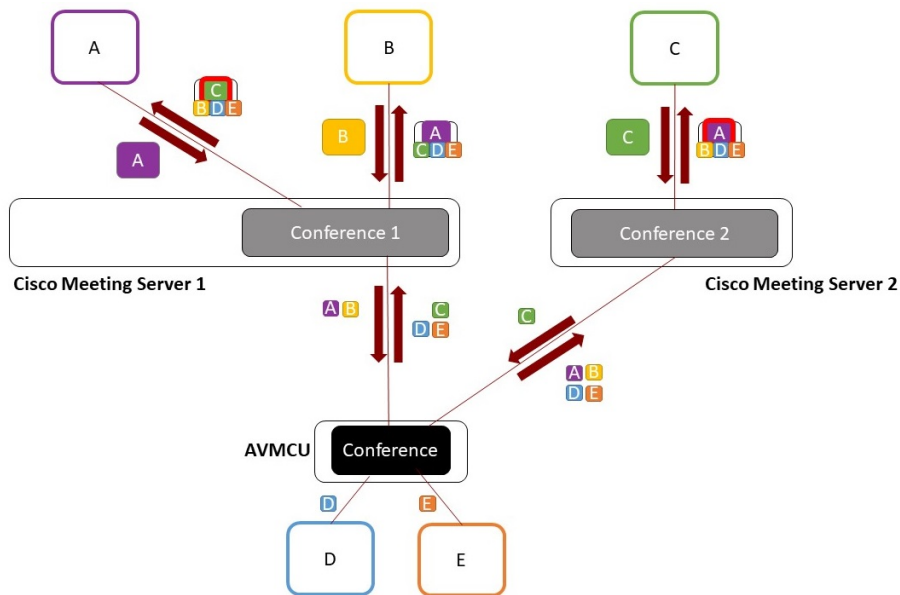 A
B
C
C
B D E
A
B
A
C D E
C
A
B D E
Conference 1
Conference 2
Cisco Meeting Server 1
Cisco Meeting Server 2
A B
C
D E
C
A B
D E
AVMCU
Conference
D
E
D
E